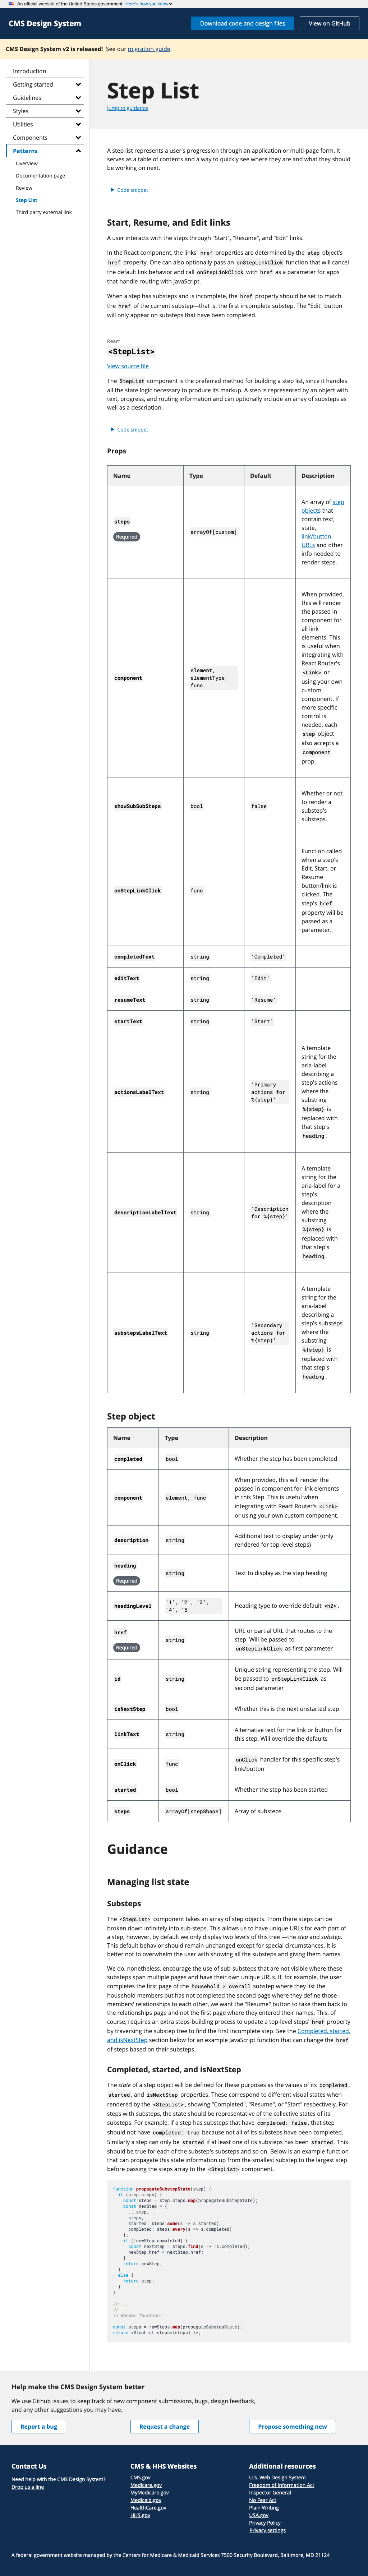 An official website of the United States government Here's how you know
CMS Design System
Download code and design files
View on GitHub
CMS Design System v2 is released! See our migration guide.
Introduction
Getting started
Guidelines
Styles
Utilities
Components
Patterns
Overview
Documentation page
Review
Step List
Third party external link
Step List
Jump to guidance
A step list represents a user's progression through an application or multi-page form. It
serves as a table of contents and a way to quickly see where they are and what they should
be working on next.
Code snippet
Start, Resume, and Edit links
A user interacts with the steps through "Start", "Resume", and "Edit" links.
In the React component, the links' href properties are determined by the step object's
href property. One can also optionally pass an onStepLinkClick function that will cancel
the default link behavior and call onStepLinkClick with href as a parameter for apps
that handle routing with JavaScript.
When a step has substeps and is incomplete, the href property should be set to match
the href of the current substep—that is, the first incomplete substep. The "Edit" button
will only appear on substeps that have been completed.
React
<StepList>
View source file
The StepList component is the preferred method for building a step list, since it handles
all the state logic necessary to produce its markup. A step is represented by an object with
text, progress, and routing information and can optionally include an array of substeps as
well as a description.
Code snippet
Props
Name Type Default Description
steps
Required
arrayOf[custom]
An array of step
objects that
contain text,
state,
link/button
URLs and other
info needed to
render steps.
component
element,
elementType,
func
When provided,
this will render
the passed in
component for
all link
elements. This
is useful when
integrating with
React Router's
<Link> or
using your own
custom
component. If
more specific
control is
needed, each
step object
also accepts a
component
prop.
showSubSubSteps
bool
false
Whether or not
to render a
substep's
substeps.
onStepLinkClick
func
Function called
when a step's
Edit, Start, or
Resume
button/link is
clicked. The
step's href
property will be
passed as a
parameter.
completedText string 'Completed'
editText string 'Edit'
resumeText string 'Resume'
startText string 'Start'
actionsLabelText
string
'Primary
actions for
%{step}'
A template
string for the
aria-label
describing a
step's actions
where the
substring
%{step} is
replaced with
that step's
heading.
descriptionLabelText
string
'Description
for %{step}'
A template
string for the
aria-label for a
step's
description
where the
substring
%{step} is
replaced with
that step's
heading.
substepsLabelText
string
'Secondary
actions for
%{step}'
A template
string for the
aria-label
describing a
step's substeps
where the
substring
%{step} is
replaced with
that step's
heading.
Step object
Name Type Description
completed bool Whether the step has been completed
component
element, func
When provided, this will render the
passed in component for link elements
in this Step. This is useful when
integrating with React Router's <Link>
or using your own custom component.
description
string
Additional text to display under (only
rendered for top-level steps)
heading
Required
string
Text to display as the step heading
headingLevel
'1', '2', '3',
'4', '5'
Heading type to override default <h2>.
href
Required
string
URL or partial URL that routes to the
step. Will be passed to
onStepLinkClick as first parameter
id
string
Unique string representing the step. Will
be passed to onStepLinkClick as
second parameter
isNextStep bool Whether this is the next unstarted step
linkText
string
Alternative text for the link or button for
this step. Will override the defaults
onClick
func
onClick handler for this specific step's
link/button
started bool Whether the step has been started
steps arrayOf[stepShape] Array of substeps
Guidance
Managing list state
Substeps
The <StepList> component takes an array of step objects. From there steps can be
broken down infinitely into sub-steps. This allows us to have unique URLs for each part of
a step; however, by default we only display two levels of this tree —the step and substep.
This default behavior should remain unchanged except for special circumstances. It is
better not to overwhelm the user with showing all the substeps and giving them names.
We do, nonetheless, encourage the use of sub-substeps that are not visible where these
substeps span multiple pages and have their own unique URLs. If, for example, the user
completes the first page of the household > overall substep where they list the
household members but has not completed the second page where they define those
members' relationships to each other, we want the "Resume" button to take them back to
the relationships page and not the page where they entered their names. This, of
course, requires sub-substeps to update a top-level steps' href property
by traversing the substep tree to the first incomplete step. See the Completed, started,
and isNextStep section below for an example JavaScript function that can change the href
of steps based on their substeps.
Completed, started, and isNextStep
The state of a step object will be defined for these purposes as the values of its completed,
started, and isNextStep properties. These correspond to different visual states when
rendered by the <StepList>, showing "Completed", "Resume", or "Start" respectively. For
steps that have substeps, the state should be representative of the collective states of its
substeps. For example, if a step has substeps that have completed: false, that step
should not have completed: true because not all of its substeps have been completed.
Similarly a step can only be started if at least one of its substeps has been started. This
should be true for each of a substep's substeps and so on. Below is an example function
that can propagate this state information up from the smallest substep to the largest step
before passing the steps array to the <StepList> component.
function propagateSubstepState(step) {
if (step.steps) {
const steps = step.steps.map(propagateSubstepState);
const newStep = {
...step,
steps,
started: steps.some(s => s.started),
completed: steps.every(s => s.completed)
};
if (!newStep.completed) {
const nextStep = steps.find(s => !s.completed);
newStep.href = nextStep.href;
}
return newStep;
}
else {
return step;
}
}
// ...
//
// Render function:
const steps = rawSteps.map(propagateSubstepState);
return <StepList steps={steps} />;
Help make the CMS Design System better
We use Github issues to keep track of new component submissions, bugs, design feedback,
and any other suggestions you may have.
Report a bug
Request a change
Propose something new
Contact Us
Need help with the CMS Design System?
Drop us a line
CMS & HHS Websites
CMS.gov
Medicare.gov
MyMedicare.gov
Medicaid.gov
HealthCare.gov
HHS.gov
Additional resources
U.S. Web Design System
Freedom of Information Act
Inspector General
No Fear Act
Plain Writing
USA.gov
Privacy Policy
Privacy settings
A federal government website managed by the Centers for Medicare & Medicaid Services 7500 Security Boulevard, Baltimore, MD 21124